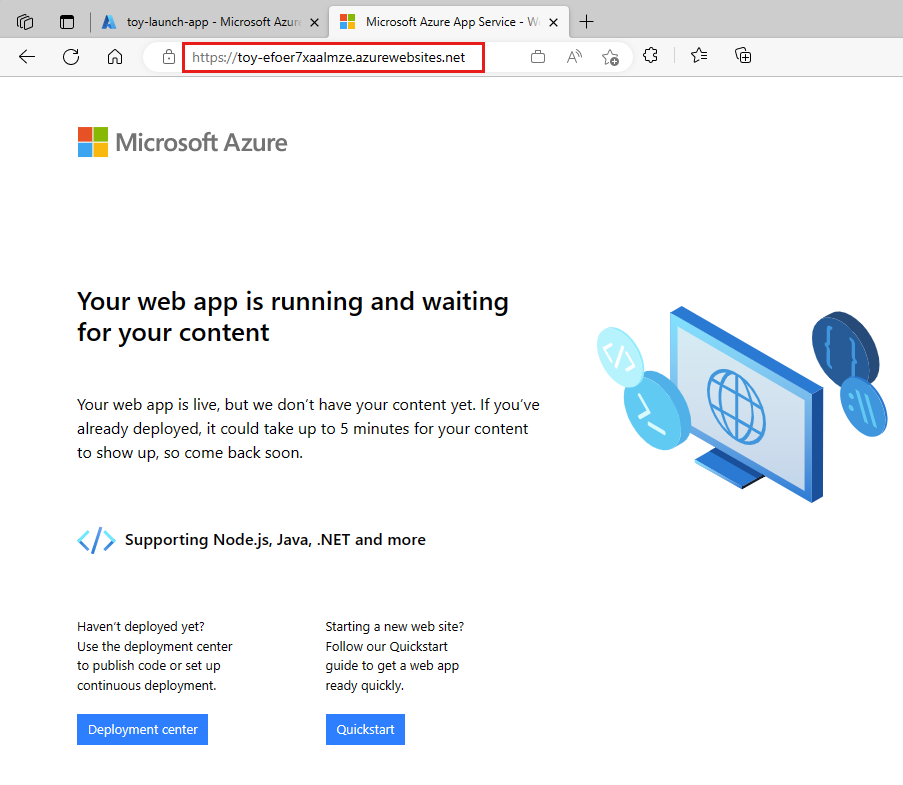 toy-launch-app - Microsoft Azure
Microsoft Azure App Service - We
https://toy-efoer7xaalmze.azurewebsites.net
Microsoft Azure
Your web app is running and waiting
for your content
Your web app is live, but we don’t have your content yet. If you’ve
already deployed, it could take up to 5 minutes for your content
to show up, so come back soon.
</> Supporting Node.js, Java, .NET and more
Haven’t deployed yet?
Use the deployment center
to publish code or set up
continuous deployment.
Deployment center
Starting a new web site?
Follow our Quickstart
guide to get a web app
ready quickly.
Quickstart